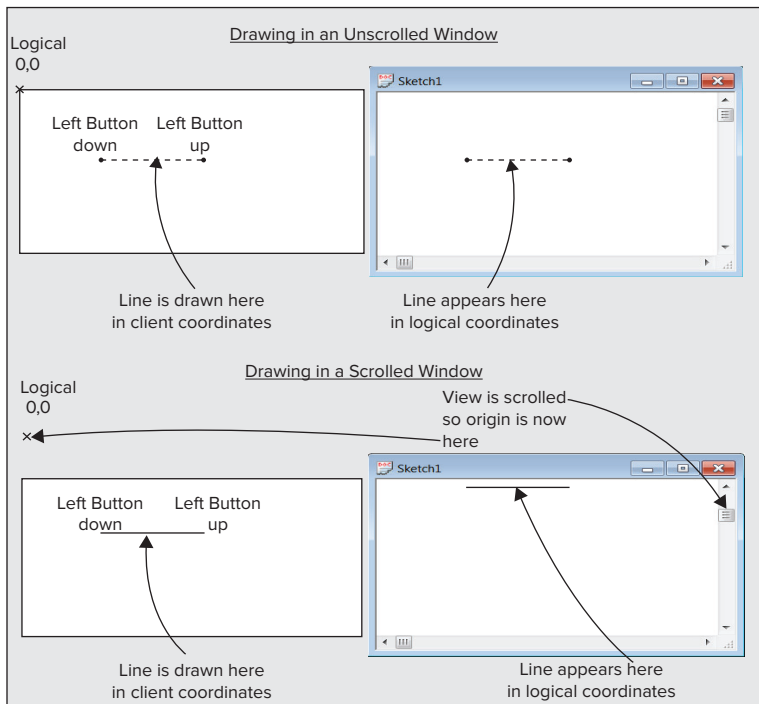 Drawing in an Unscrolled Window
Logical
0,0
Left Button
down
Left Button
up
Sketch1
Line is drawn here
in client coordinates
Line appears here
in logical coordinates
Drawing in a Scrolled Window
Logical
0,0
View is scrolled
so origin is now
here
Left Button
down
Left Button
up
Sketch1
Line is drawn here
in client coordinates
Line appears here
in logical coordinates